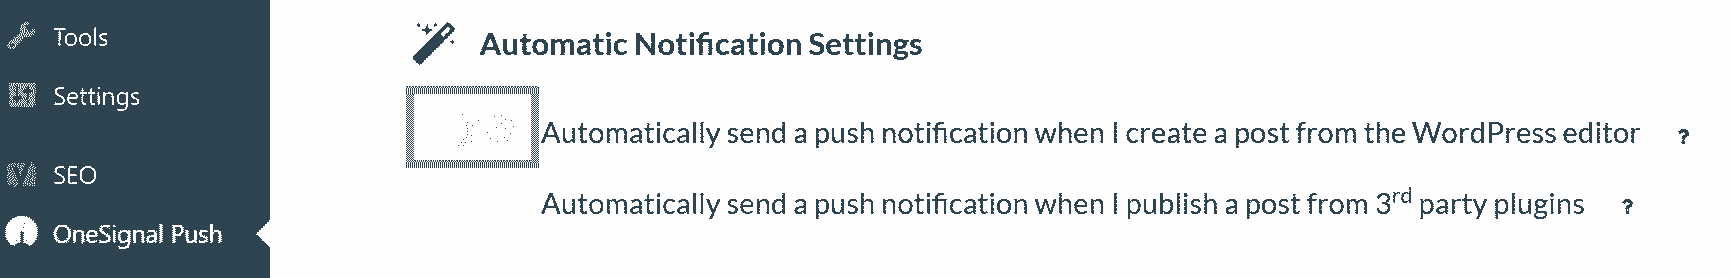 Tools
Settings
SEO
OneSignal Push
Automatic Notification Settings
Automatically send a push notification when I create a post from the WordPress editor ?
Automatically send a push notification when I publish a post from 3rd party plugins ?